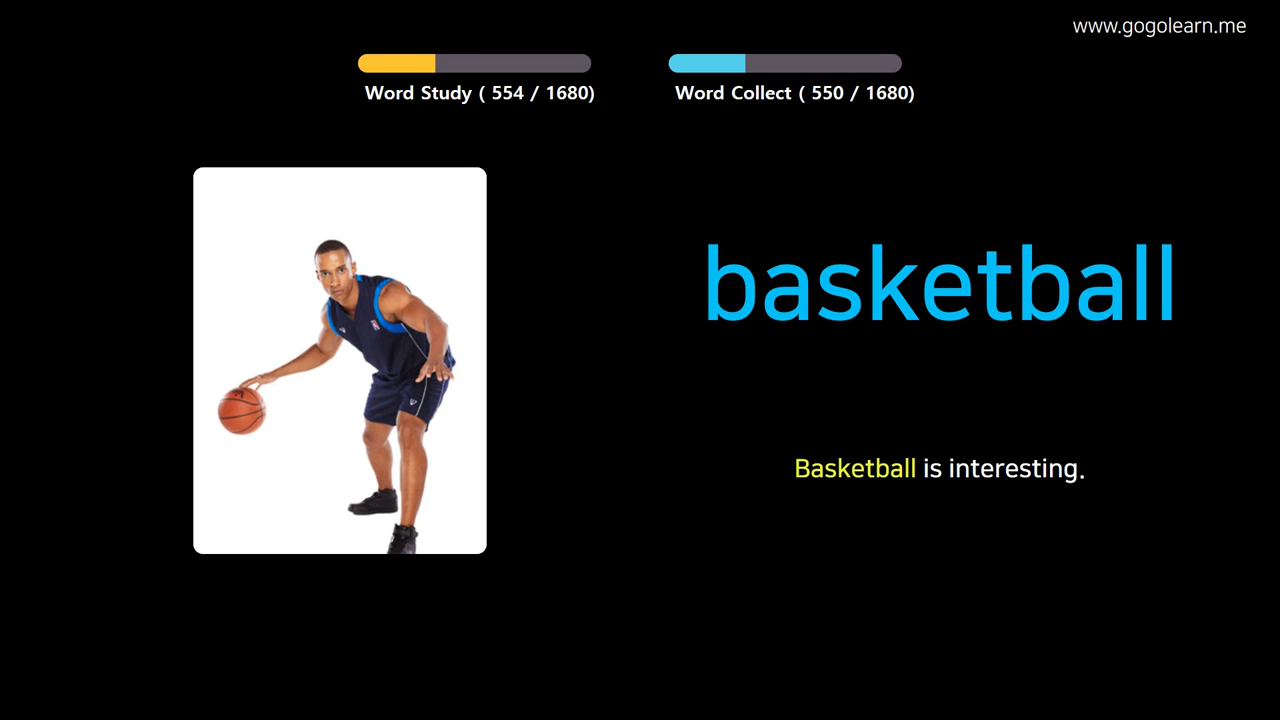 www.gogolearn.me
Word Study ( 554 / 1680)
Word Collect ( 550 / 1680)
basketball
Basketball is interesting.